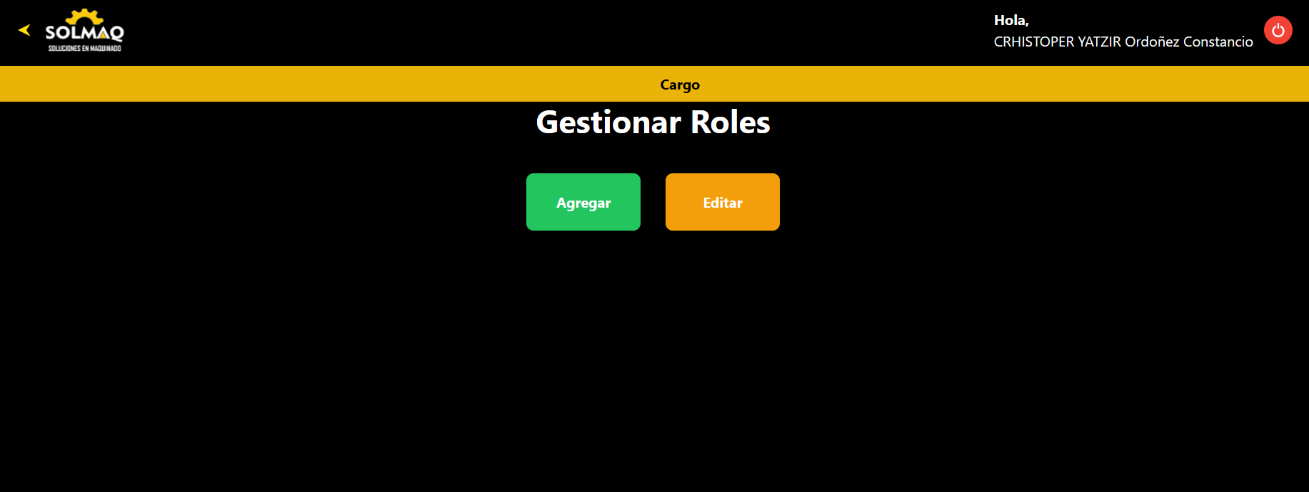 SOLMAQ
SOLUCIONES EN MAQUINADO
Hola,
CRHISTOPER YATZIR Ordoñez Constancio
Cargo
Gestionar Roles
Agregar
Editar